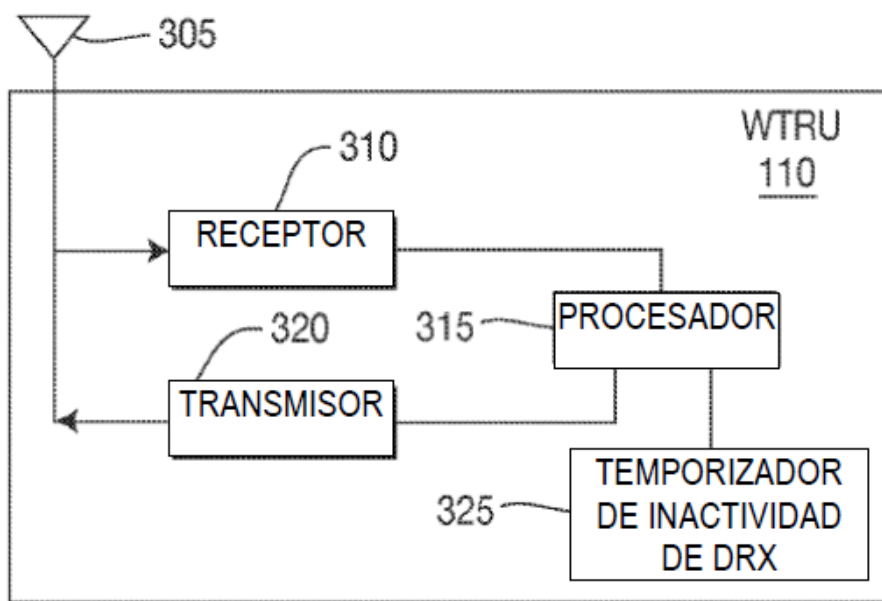 305
WTRU
110
310
RECEPTOR
320
315
PROCESADOR
TRANSMISOR
325
TEMPORIZADOR
DE INACTIVIDAD
DE DRX